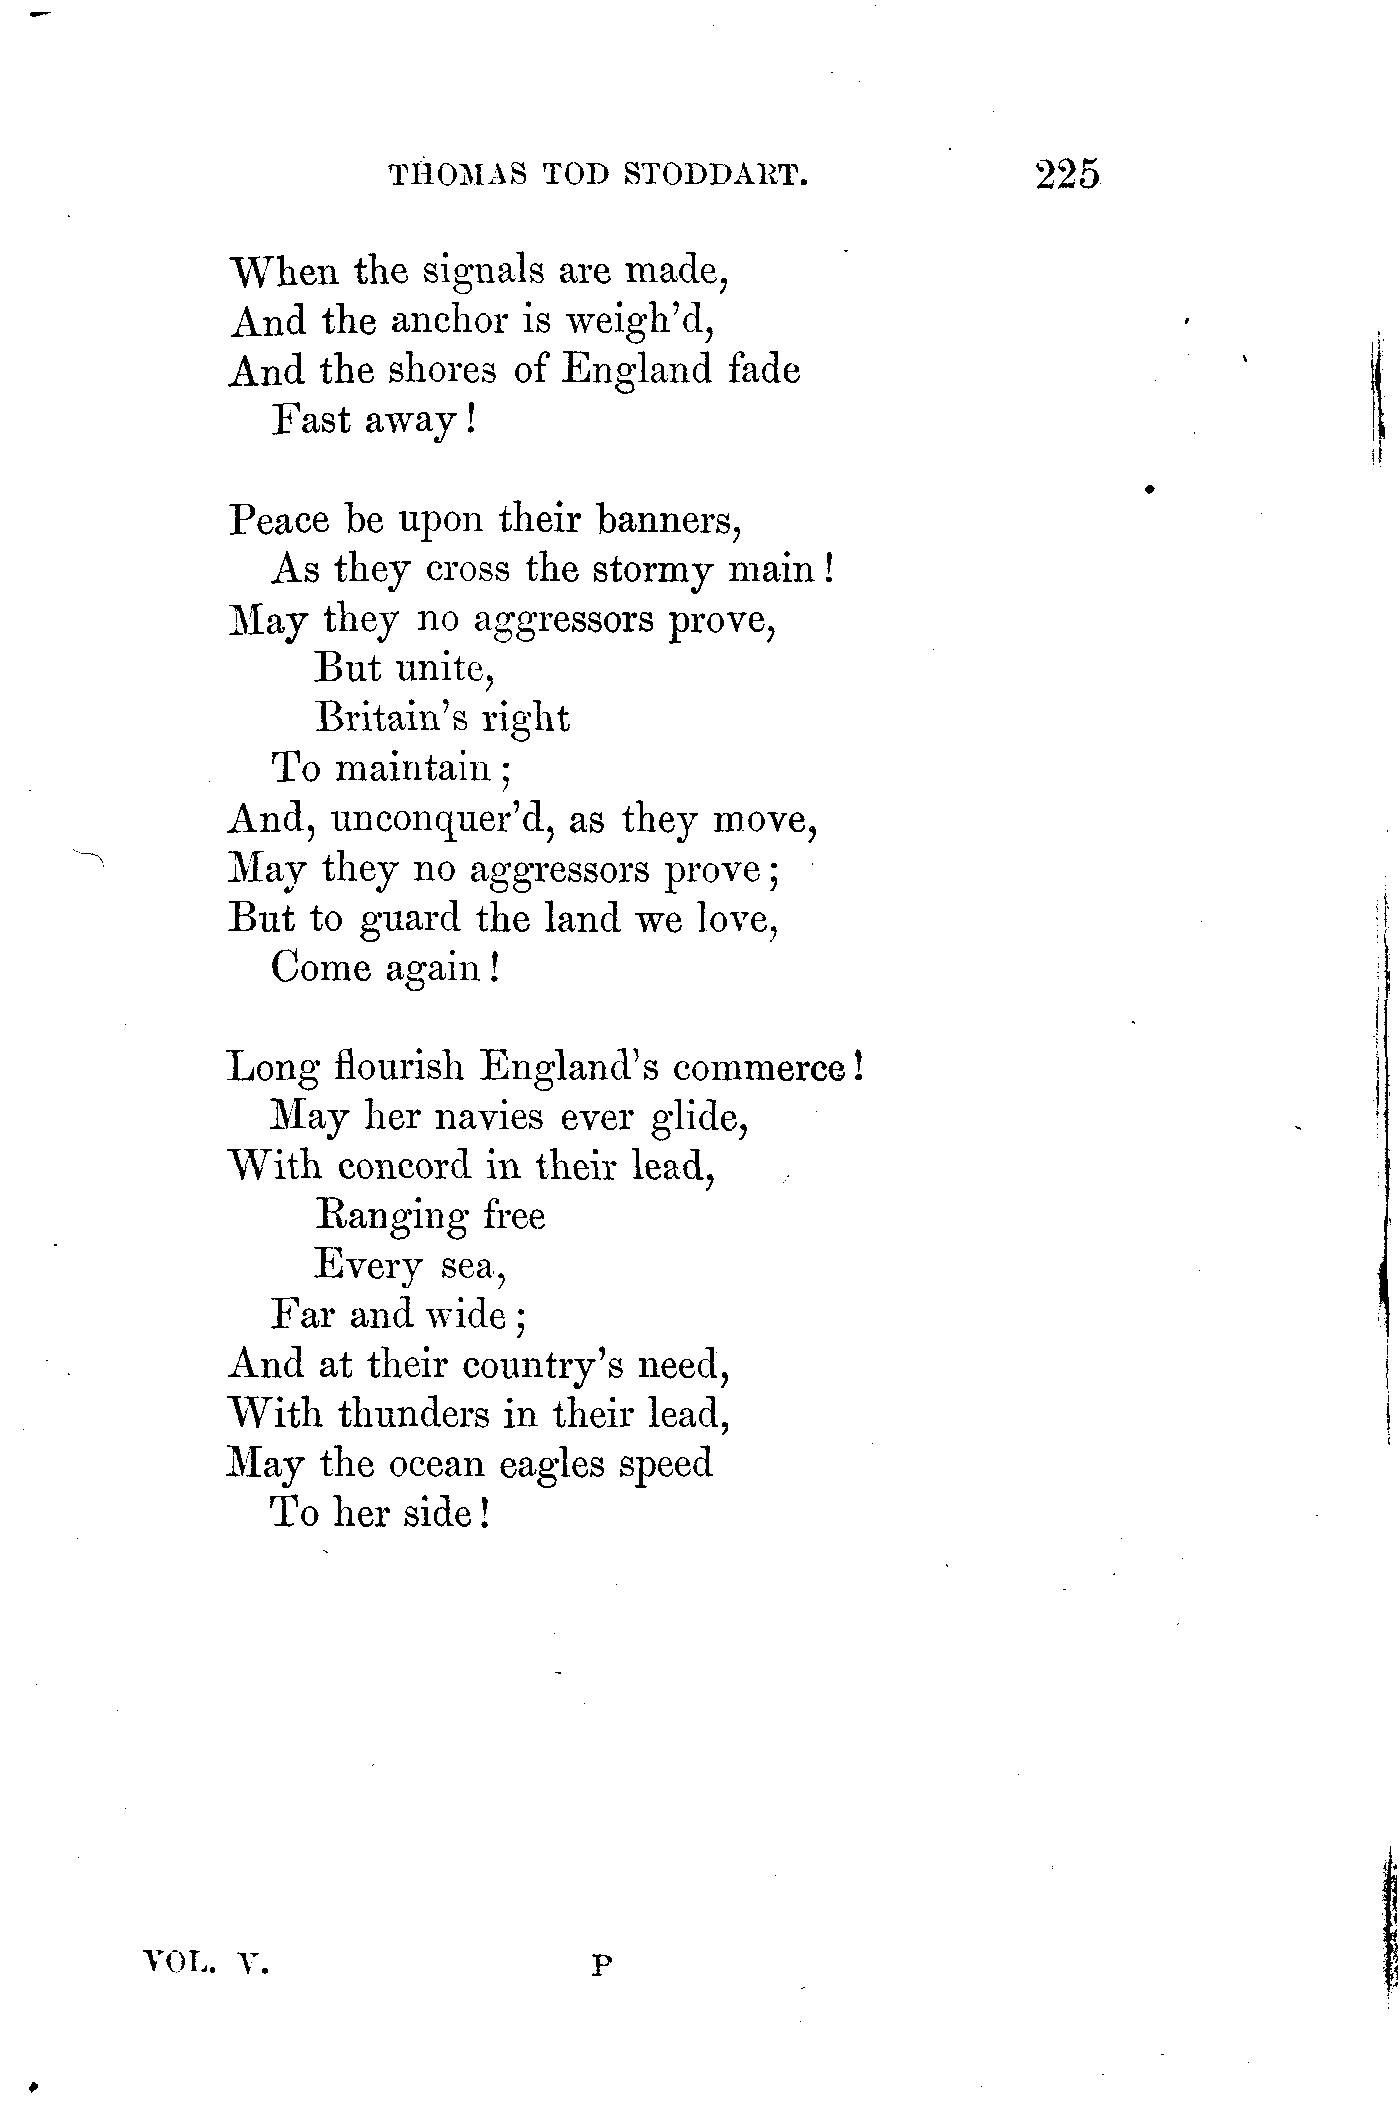 THOMAS TOD STODDART. 225
When the signals are made,
And the anchor is weigh'd,
And the shores of England fade
Fast away!
Peace be upon their banners,
As they cross the stormy main!
May they no aggressors prove,
But unite,
Britain's right
To maintain;
And, unconquer'd, as they move,
May they no aggressors prove;
But to guard the land we love,
Come again!
Long flourish England's commerce!
May her navies ever glide,
With concord in their lead,
Ranging free
Every sea,
Far and wide;
And at their country's need,
With thunders in their lead,
May the ocean eagles speed
To her side!
VOL. V. P